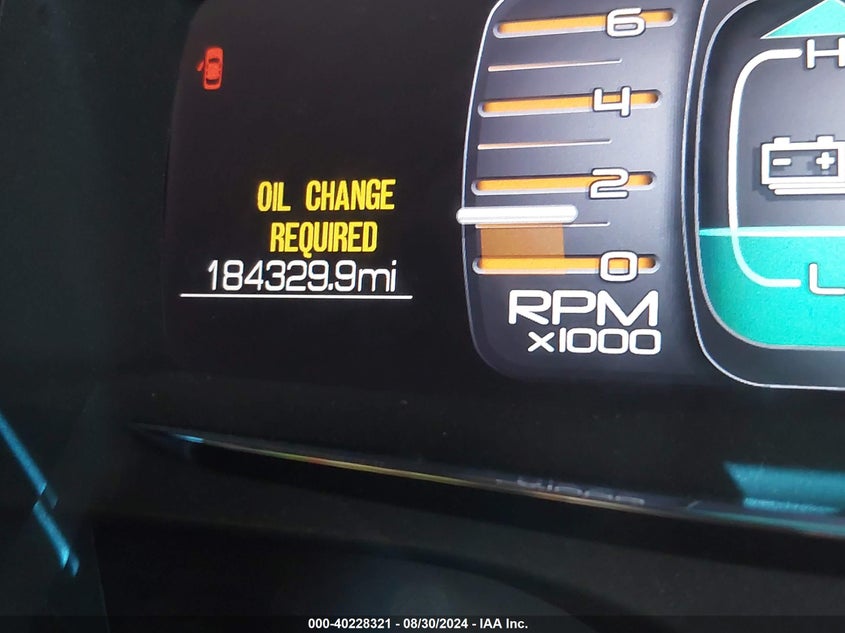 6
4
2
0
OIL CHANGE
REQUIRED
184329.9mi
RPM
x1000
H
- +
L
000-40228321 / 08/30/2024 - IAA Inc.